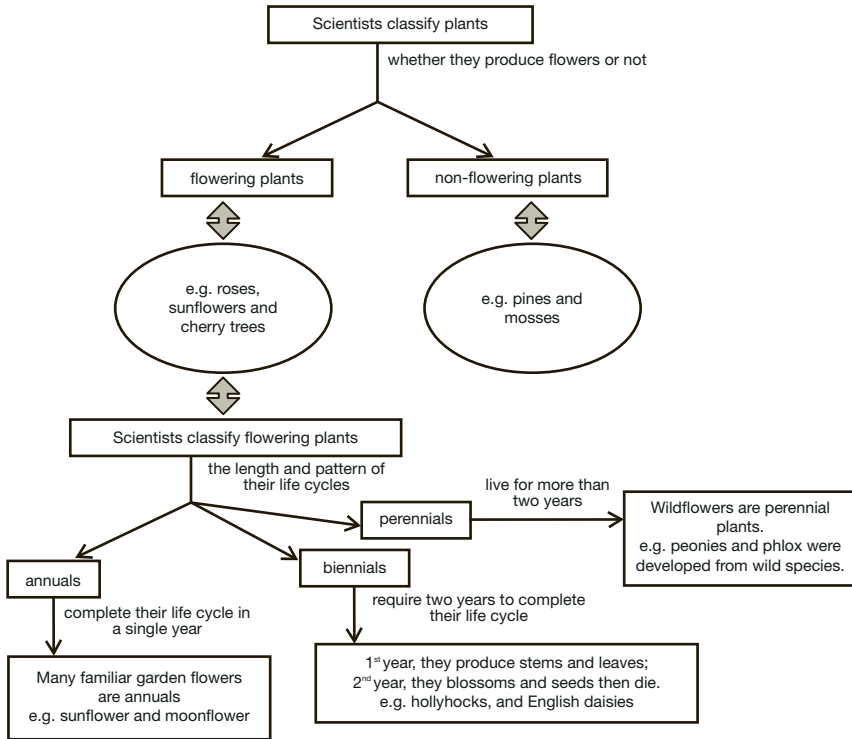 Scientists classify plants
whether they produce flowers or not
flowering plants
non-flowering plants
e.g. roses,
sunflowers and
cherry trees
e.g. pines and
mosses
Scientists classify flowering plants
the length and pattern of
their life cycles
perennials
live for more than
two years
Wildflowers are perennial
plants.
e.g. peonies and phlox were
developed from wild species.
annuals
biennials
complete their life cycle in
a single year
require two years to complete
their life cycle
Many familiar garden flowers
are annuals
e.g. sunflower and moonflower
1st year, they produce stems and leaves;
2nd year, they blossoms and seeds then die.
e.g. hollyhocks, and English daisies